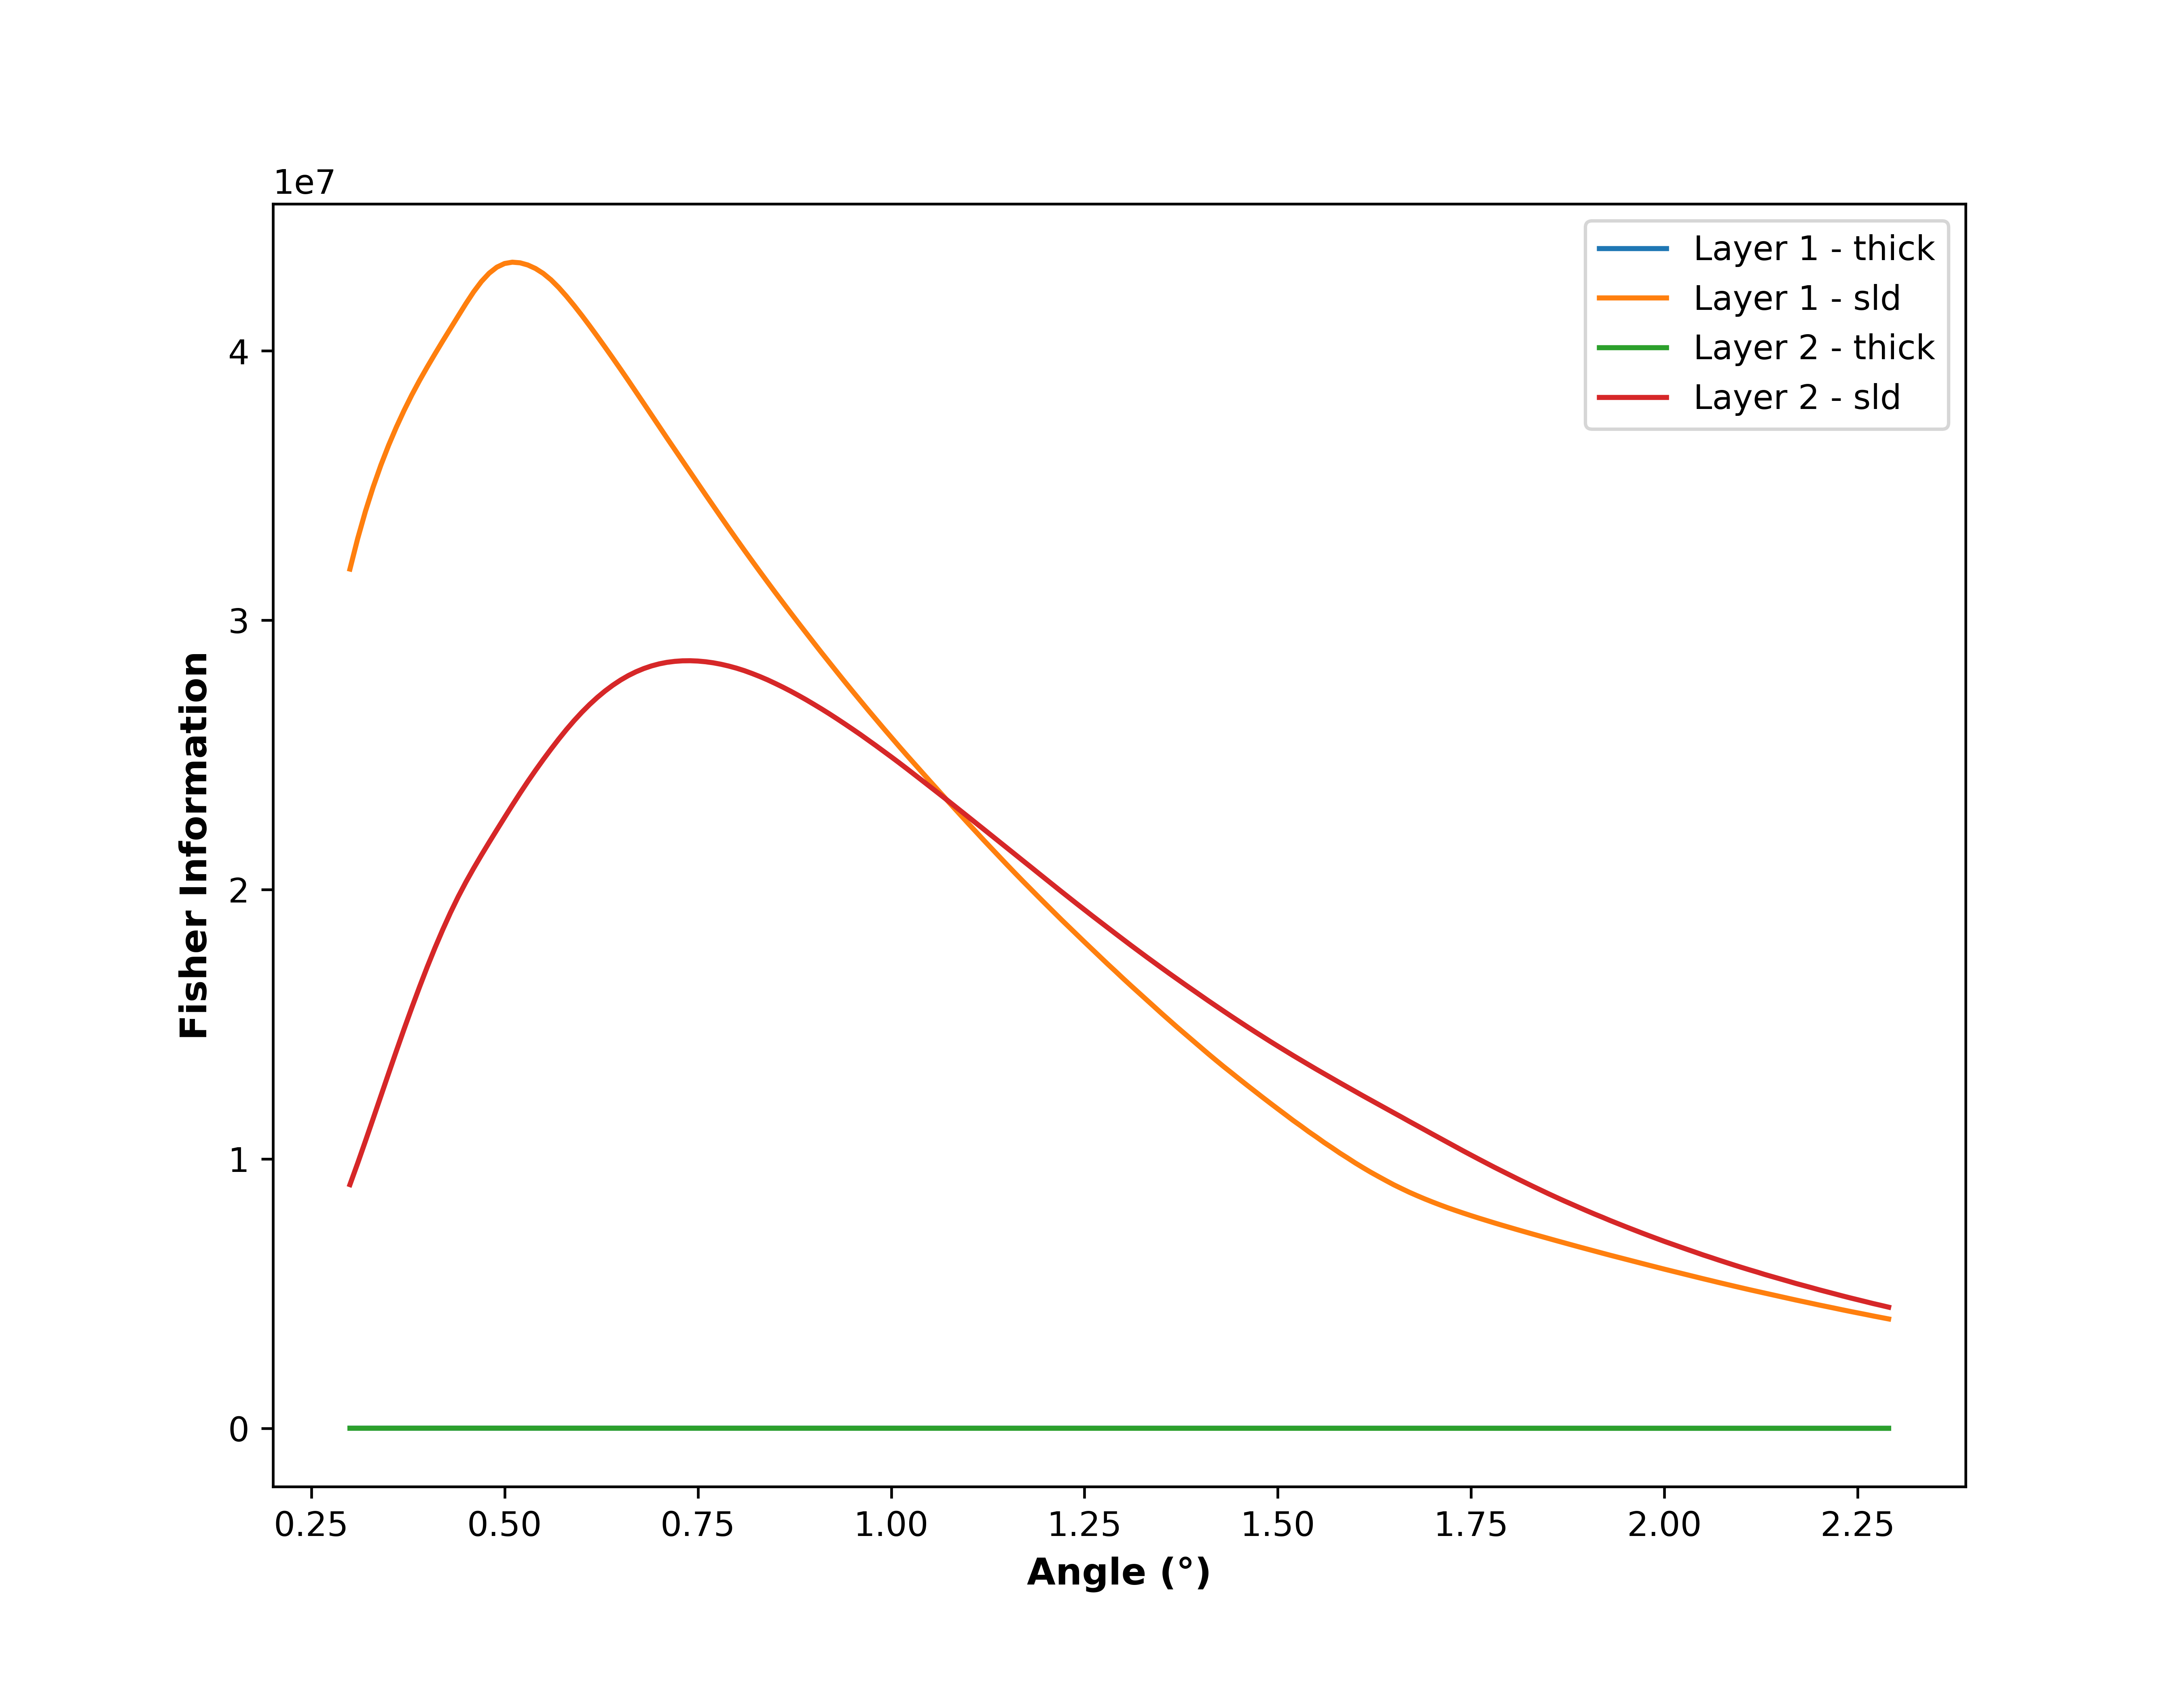 1e7
Layer 1 - thick
Layer 1 - sld
Layer 2 - thick
Layer 2 - sld
4
3
2
1
0
Fisher Information
0.25 0.50 0.75 1.00 1.25 1.50 1.75 2.00 2.25
Angle (°)